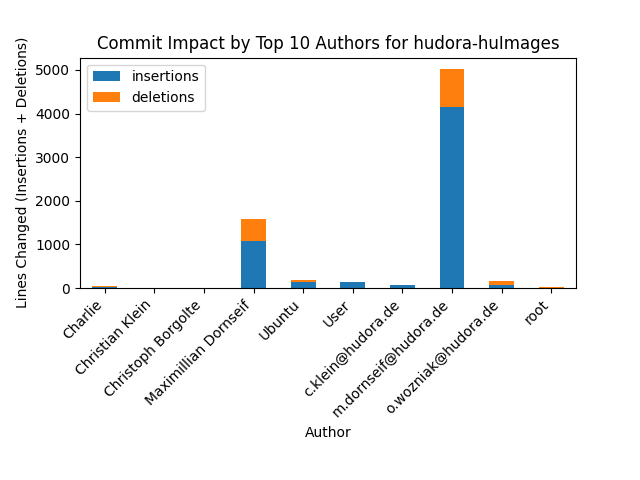 Commit Impact by Top 10 Authors for hudora-huImages
Lines Changed (Insertions + Deletions)
5000
4000
3000
2000
1000
0
insertions
deletions
Charlie
Christian Klein
Christoph Borgolte
Maximillian Dornseif
Ubuntu
User
c.klein@hudora.de
m.dornseif@hudora.de
o.wozniak@hudora.de
root
Author